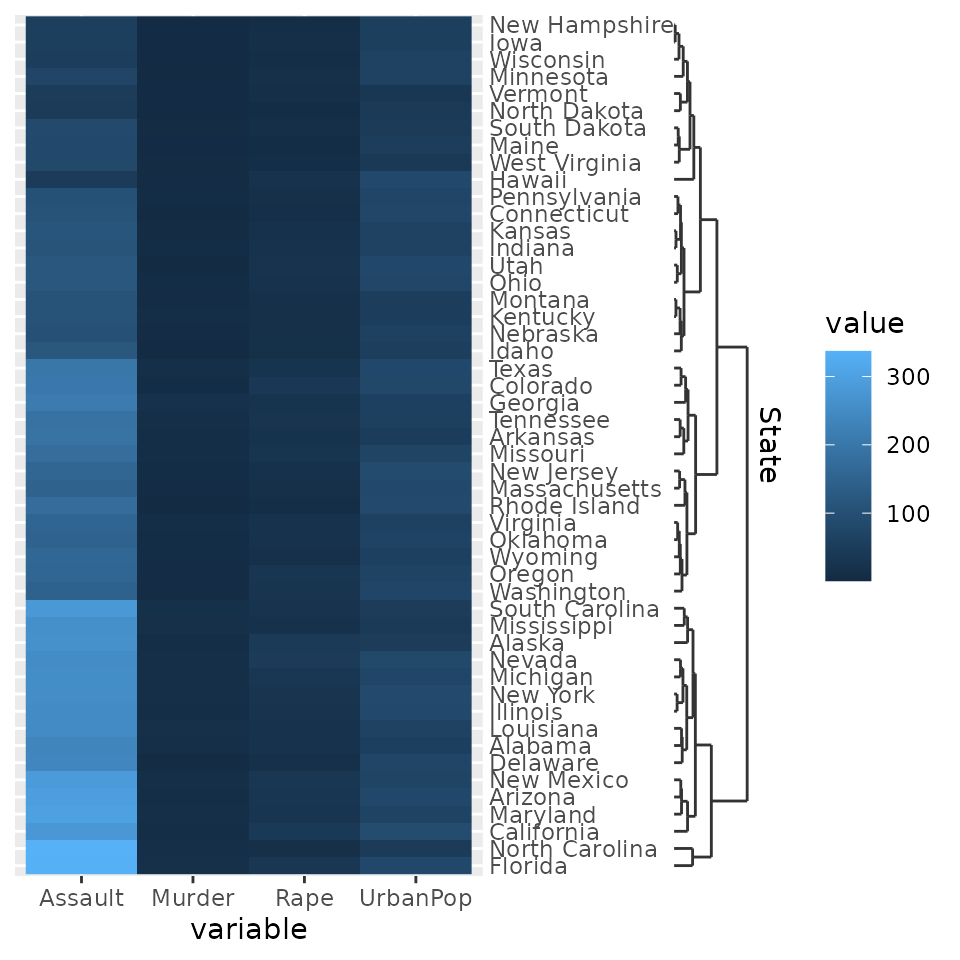 New Hampshire
Iowa
Wisconsin
Minnesota
Vermont
North Dakota
South Dakota
Maine
West Virginia
Hawaii
Pennsylvania
Connecticut
Kansas
Indiana
Utah
Ohio
Montana
Kentucky
Nebraska
Idaho
Texas
Colorado
Georgia
Tennessee
Arkansas
Missouri
New Jersey
Massachusetts
Rhode Island
Virginia
Oklahoma
Wyoming
Oregon
Washington
South Carolina
Mississippi
Alaska
Nevada
Michigan
New York
Illinois
Louisiana
Alabama
Delaware
New Mexico
Arizona
Maryland
California
North Carolina
Florida
State
value
300
200
100
Assault Murder Rape UrbanPop
variable